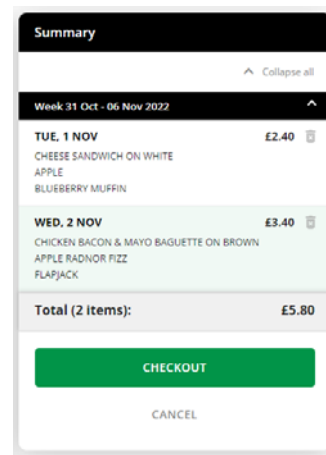 Summary
Collapse all
Week 31 Oct - 06 Nov 2022
TUE, 1 NOV £2.40
CHEESE SANDWICH ON WHITE
APPLE
BLUEBERRY MUFFIN
WED, 2 NOV £3.40
CHICKEN BACON & MAYO BAGUETTE ON BROWN
APPLE RADNOR FIZZ
FLAPJACK
Total (2 items): £5.80
CHECKOUT
CANCEL